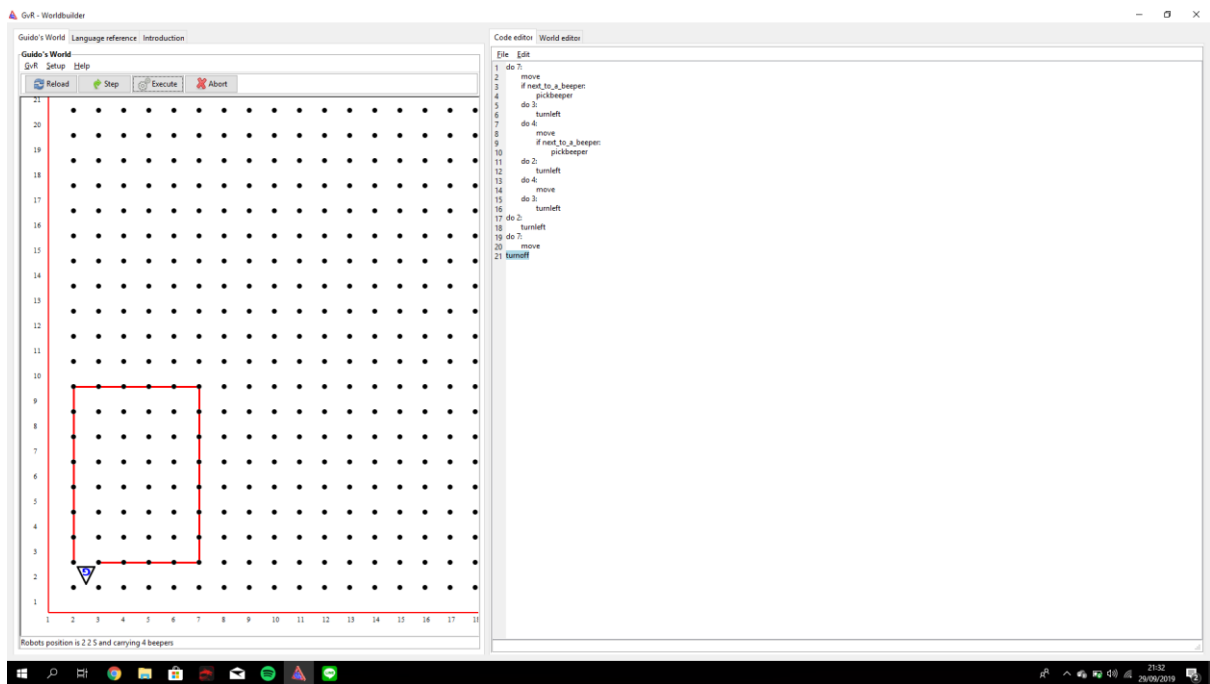 GvR - Worldbuilder
Guido's World Language reference Introduction
Guido's World
GvR Setup Help
Reload Step Execute Abort
21
20
19
18
17
16
15
14
13
12
11
10
9
8
7
6
5
4
3
2
1
1 2 3 4 5 6 7 8 9 10 11 12 13 14 15 16 17 18
G
Robots position is 2 2 S and carrying 4 beepers
Code editor World editor
File Edit
1 do 7:
2 move
3 if next_to_a_beeper:
4 pickbeeper
5 do 3:
6 turnleft
7 do 4:
8 move
9 if next_to_a_beeper:
10 pickbeeper
11 do 2:
12 turnleft
13 do 4:
14 move
15 do 3:
16 turnleft
17 do 2:
18 turnleft
19 do 7:
20 move
21 turnoff
21:32
29/09/2019